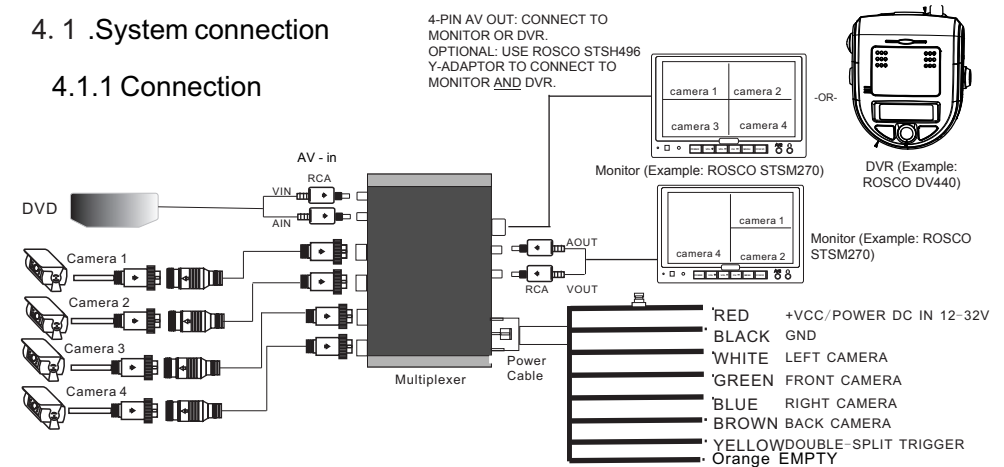 4. 1 .System connection
4.1.1 Connection
4-PIN AV OUT: CONNECT TO
MONITOR OR DVR.
OPTIONAL: USE ROSCO STSH496
Y-ADAPTOR TO CONNECT TO
MONITOR AND DVR.
camera 1
camera 2
camera 3
camera 4
-OR-
Monitor (Example: ROSCO STSM270)
DVR (Example:
ROSCO DV440)
AV - in
RCA
VIN
AIN
DVD
Camera 1
Camera 2
Camera 3
Camera 4
Multiplexer
AOUT
RCA
VOUT
camera 1
camera 4
camera 2
Monitor (Example: ROSCO
STSM270)
Power
Cable
RED +VCC/POWER DC IN 12-32V
BLACK GND
WHITE LEFT CAMERA
GREEN FRONT CAMERA
BLUE RIGHT CAMERA
BROWN BACK CAMERA
YELLOW DOUBLE-SPLIT TRIGGER
Orange EMPTY